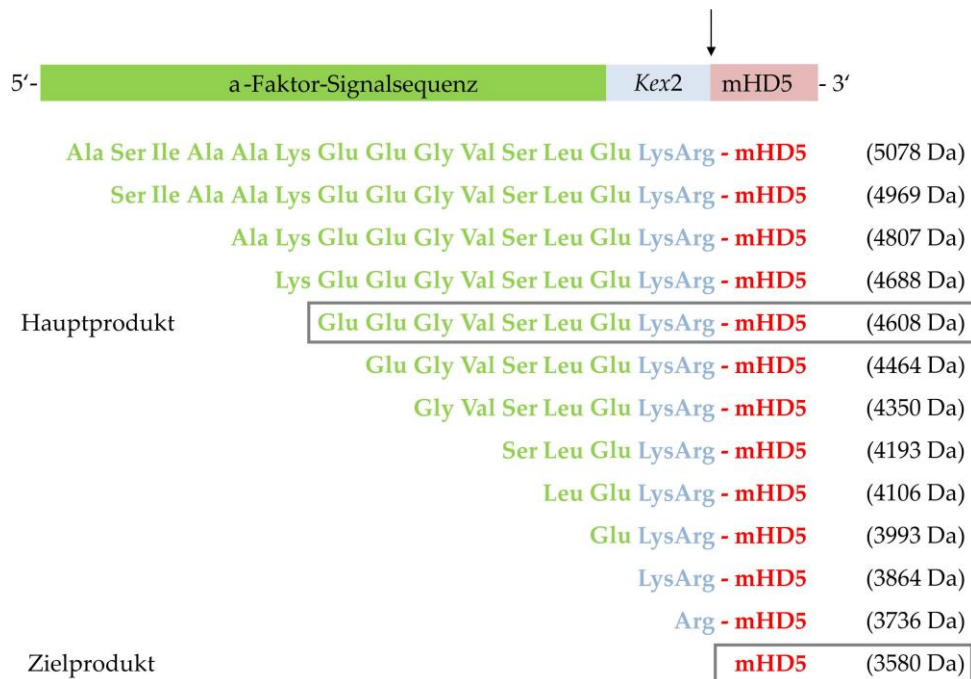 5‘- a-Faktor-Signalsequenz Kex2 mHD5 - 3‘
Ala Ser Ile Ala Ala Lys Glu Glu Gly Val Ser Leu Glu LysArg - mHD5 (5078 Da)
Ser Ile Ala Ala Lys Glu Glu Gly Val Ser Leu Glu LysArg - mHD5 (4969 Da)
Ala Lys Glu Glu Gly Val Ser Leu Glu LysArg - mHD5 (4807 Da)
Lys Glu Glu Gly Val Ser Leu Glu LysArg - mHD5 (4688 Da)
Hauptprodukt Glu Glu Gly Val Ser Leu Glu LysArg - mHD5 (4608 Da)
Glu Gly Val Ser Leu Glu LysArg - mHD5 (4464 Da)
Gly Val Ser Leu Glu LysArg - mHD5 (4350 Da)
Ser Leu Glu LysArg - mHD5 (4193 Da)
Leu Glu LysArg - mHD5 (4106 Da)
Glu LysArg - mHD5 (3993 Da)
LysArg - mHD5 (3864 Da)
Arg - mHD5 (3736 Da)
Zielprodukt mHD5 (3580 Da)